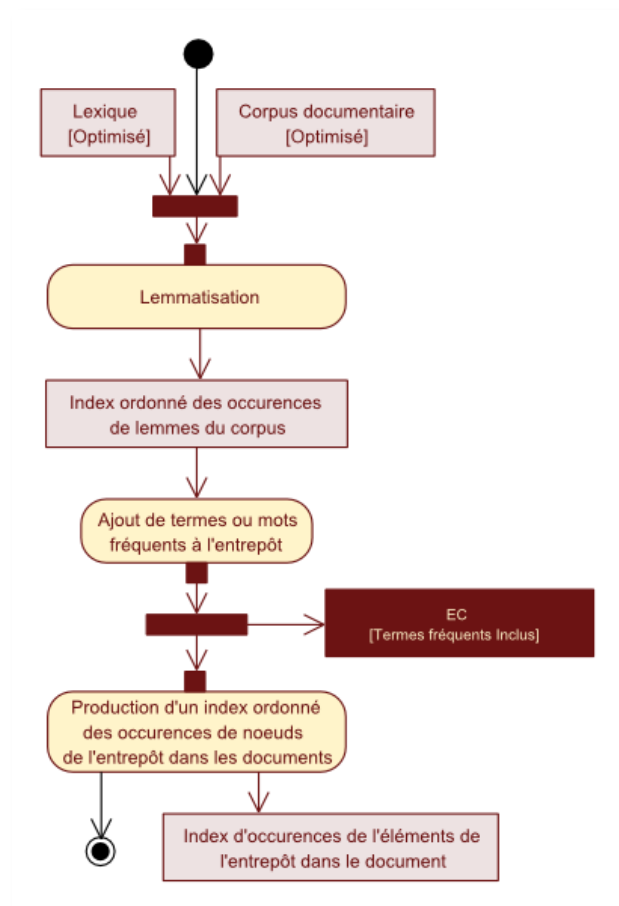 Lexique
[Optimisé]
Corpus documentaire
[Optimisé]
Lemmatisation
Index ordonné des occurences
de lemmes du corpus
Ajout de termes ou mots
fréquents à l'entrepôt
EC
[Termes fréquents Inclus]
Production d'un index ordonné
des occurences de noeuds
de l'entrepôt dans les documents
Index d'occurences de l'éléments de
l'entrepôt dans le document